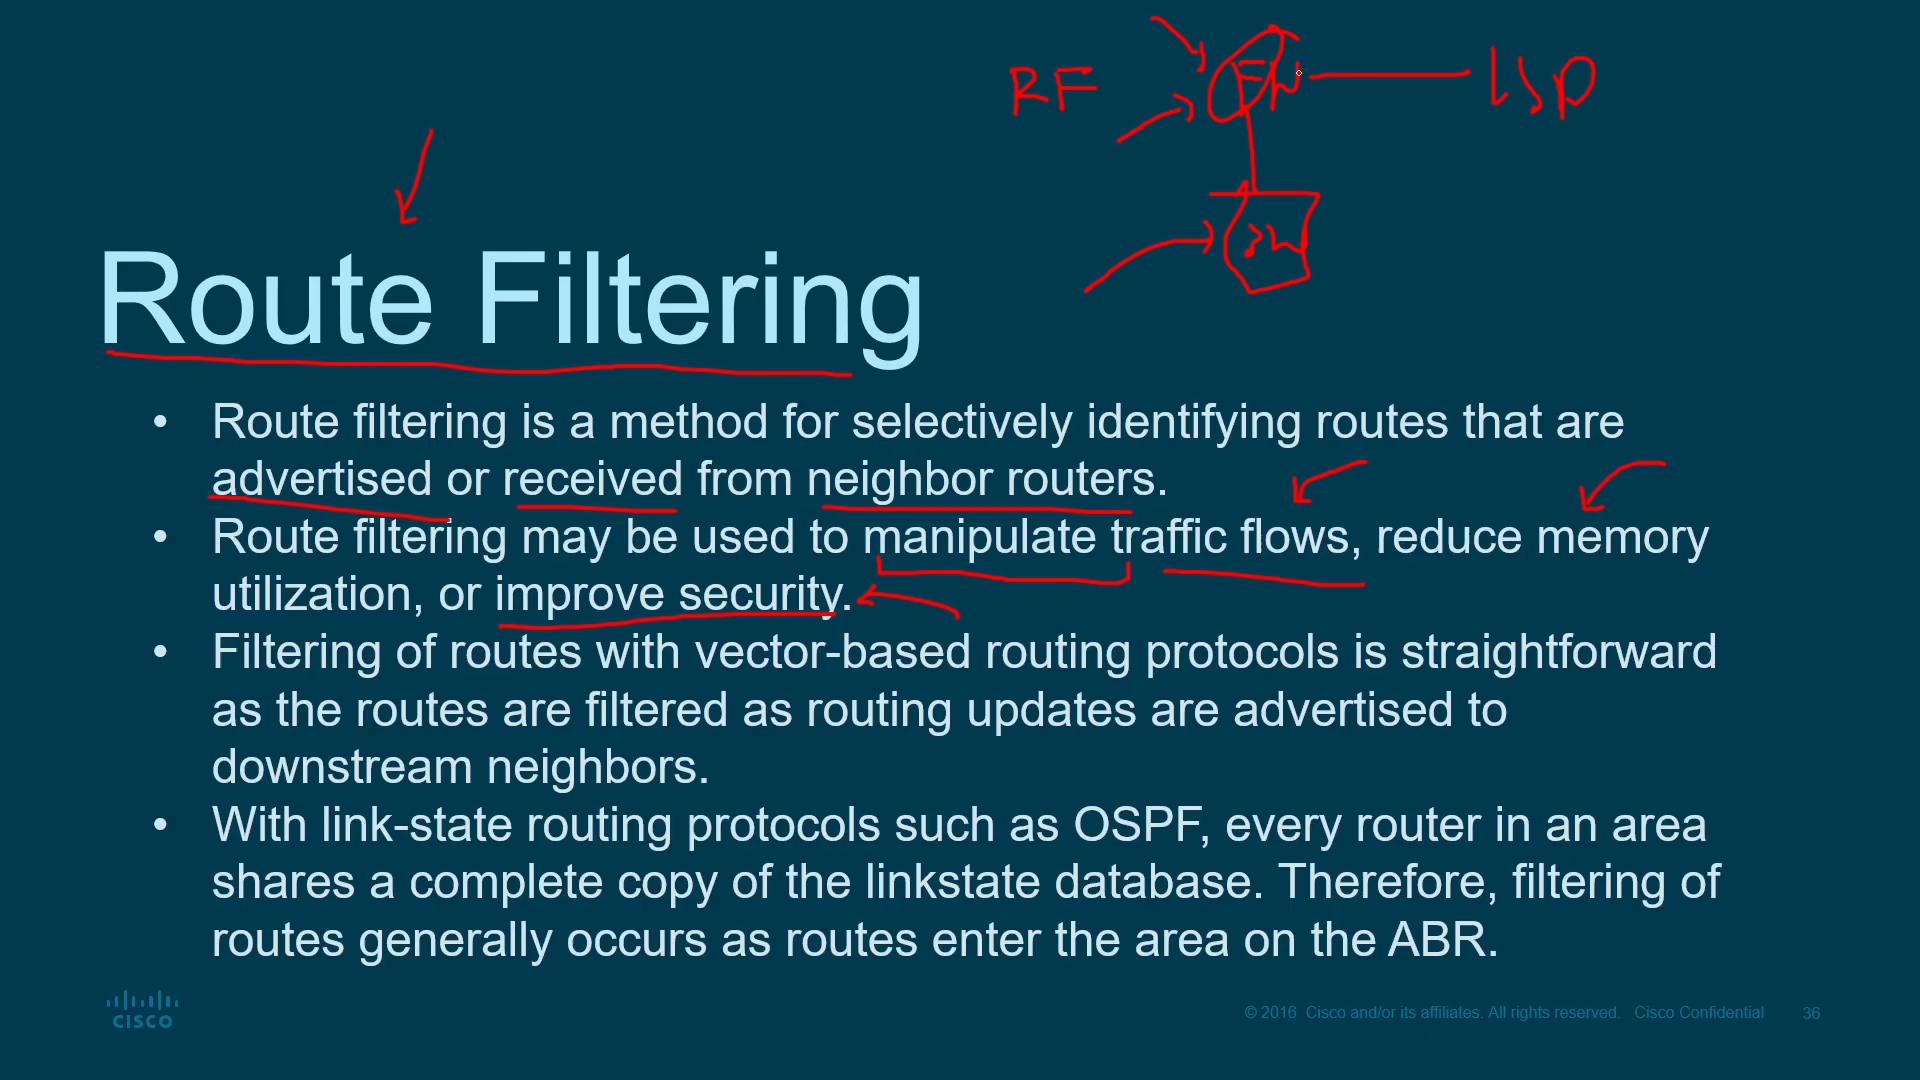 RF
FW
ISP
SW
Route Filtering
• Route filtering is a method for selectively identifying routes that are
advertised or received from neighbor routers.
• Route filtering may be used to manipulate traffic flows, reduce memory
utilization, or improve security.
• Filtering of routes with vector-based routing protocols is straightforward
as the routes are filtered as routing updates are advertised to
downstream neighbors.
• With link-state routing protocols such as OSPF, every router in an area
shares a complete copy of the linkstate database. Therefore, filtering of
routes generally occurs as routes enter the area on the ABR.
CISCO
© 2016 Cisco and/or its affiliates. All rights reserved. Cisco Confidential 36